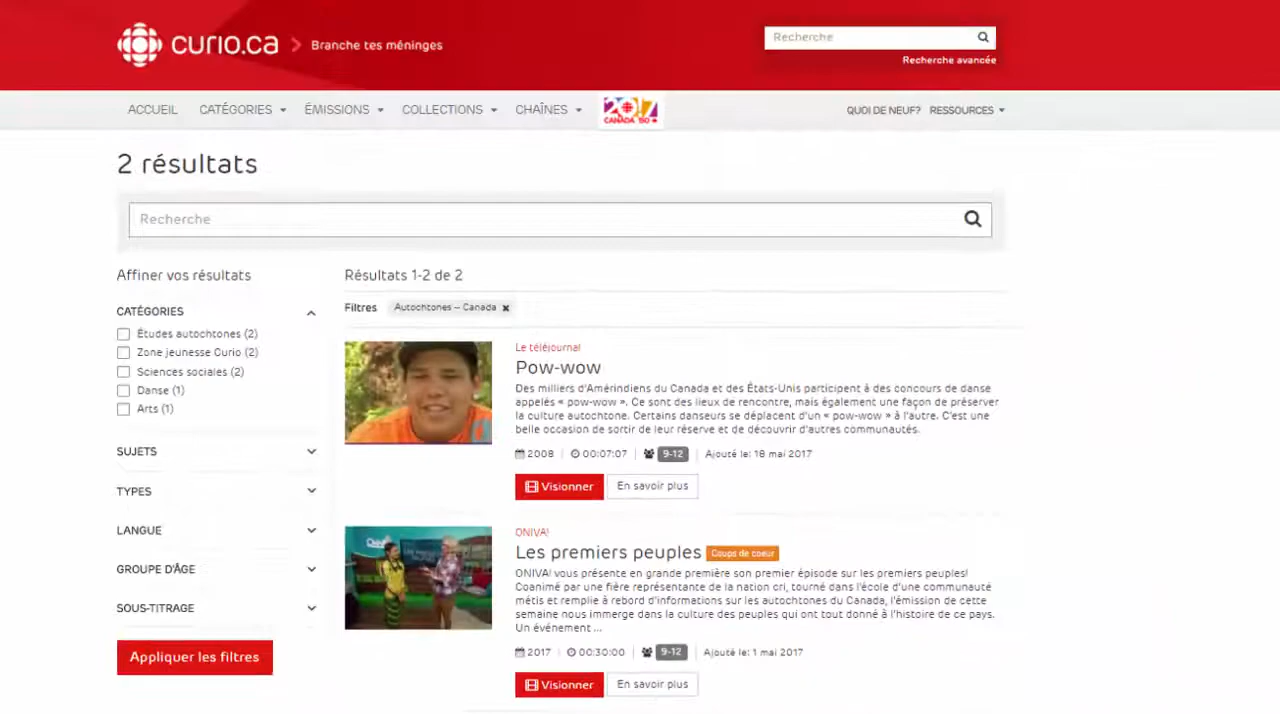 curio.ca
Branche tes méninges
Recherche
Recherche avancée
ACCUEIL
CATÉGORIES
ÉMISSIONS
COLLECTIONS
CHAÎNES
2017
CANADA 150
QUOI DE NEUF?
RESSOURCES
2 résultats
Recherche
Affiner vos résultats
CATÉGORIES
Études autochtones (2)
Zone jeunesse Curio (2)
Sciences sociales (2)
Danse (1)
Arts (1)
SUJETS
TYPES
LANGUE
GROUPE D'ÂGE
SOUS-TITRAGE
Appliquer les filtres
Résultats 1-2 de 2
Filtres Autochtones -- Canada ×
Le téléjournal
Pow-wow
Des milliers d'Amérindiens du Canada et des États-Unis participent à des concours de danse
appelés « pow-wow ». Ce sont des lieux de rencontre, mais également une façon de préserver
la culture autochtone. Certains danseurs se déplacent d'un « pow-wow » à l'autre. C'est une
belle occasion de sortir de leur réserve et de découvrir d'autres communautés.
2008 | 00:07:07 | 9-12 | Ajouté le: 18 mai 2017
Visionner
En savoir plus
ONIVA!
Les premiers peuples Coups de coeur
ONIVA! vous présente en grande première son premier épisode sur les premiers peuples!
Coanimé par une fière représentante de la nation cri, tourné dans l'école d'une communauté
métis et remplie à rebord d'informations sur les autochtones du Canada, l'émission de cette
semaine nous immerge dans la culture des peuples qui ont tout donné à l'histoire de ce pays.
Un événement ...
2017 | 00:30:00 | 9-12 | Ajouté le: 1 mai 2017
Visionner
En savoir plus